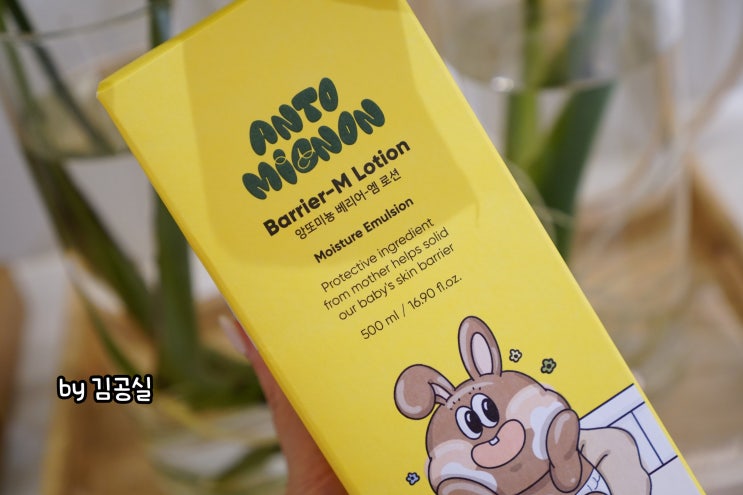 ANTO
MIGNON
Barrier-M Lotion
앙또미뇽 베리어-엠 로션
Moisture Emulsion
Protective ingredient
from mother helps solid
our baby's skin barrier
500 ml / 16.90 fl.oz.
by 김공실